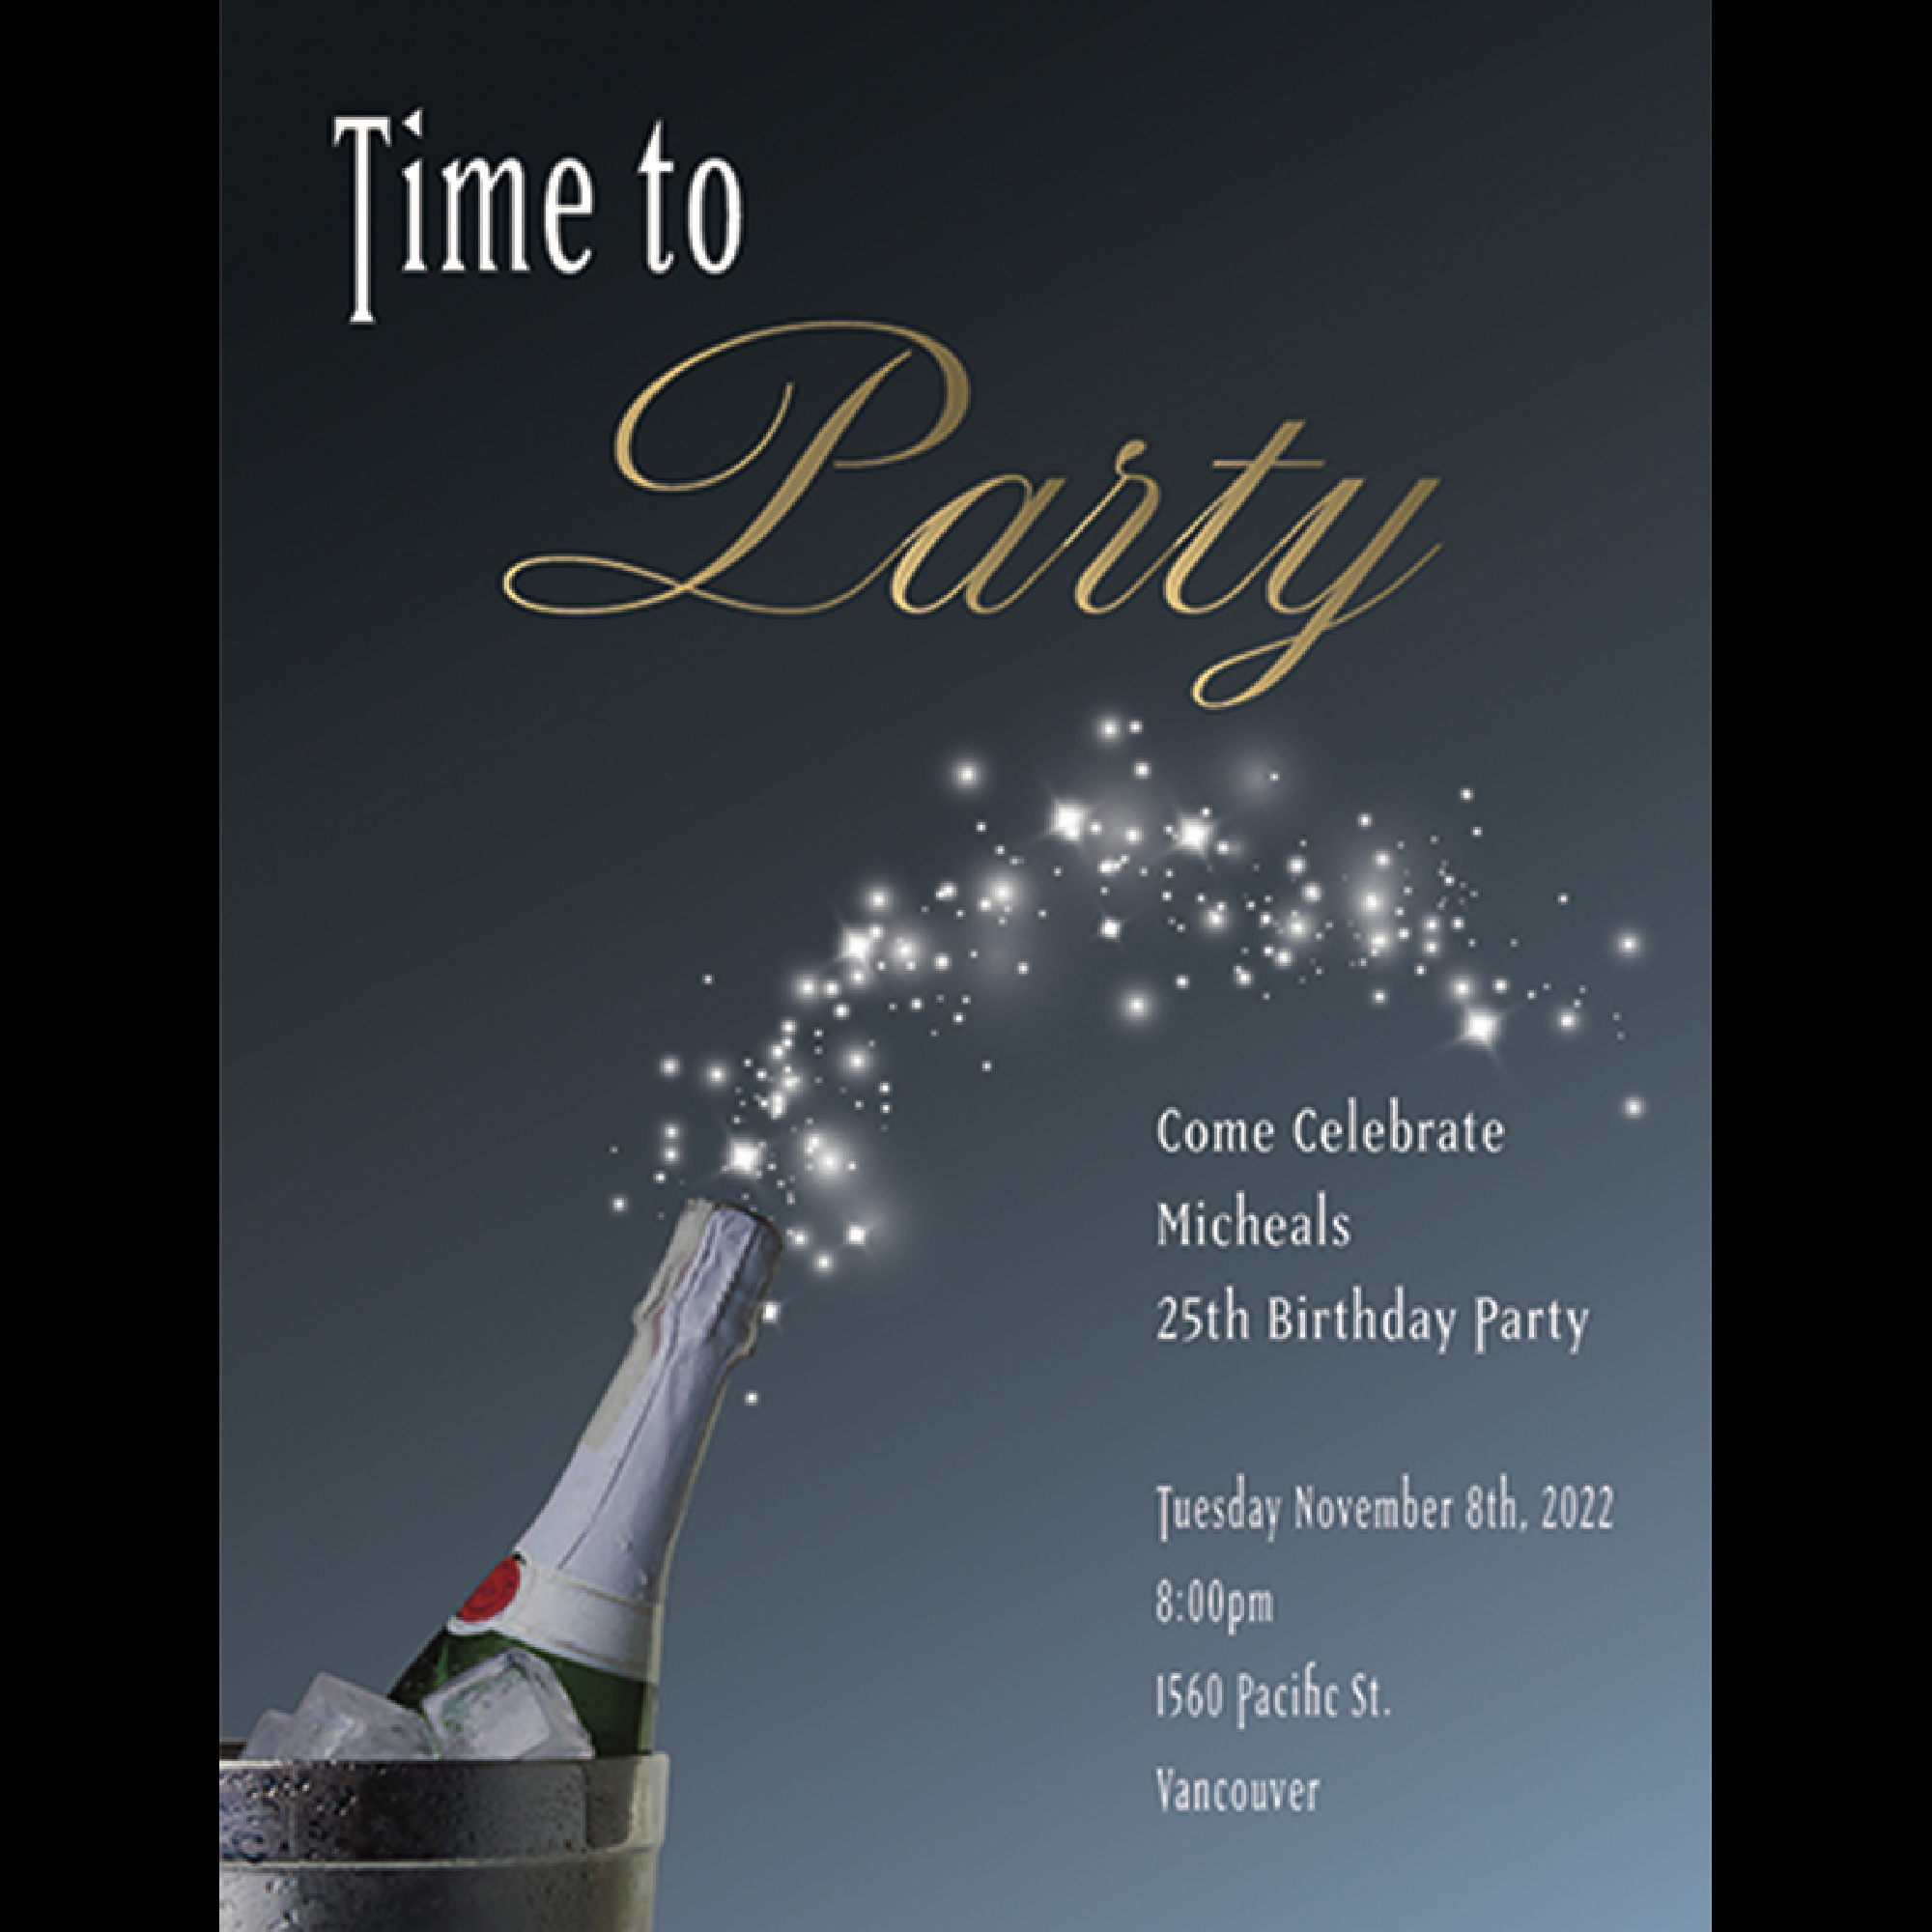 Time to
Party
Come Celebrate
Micheals
25th Birthday Party
Tuesday November 8th, 2022
8:00pm
1560 Pacific St.
Vancouver